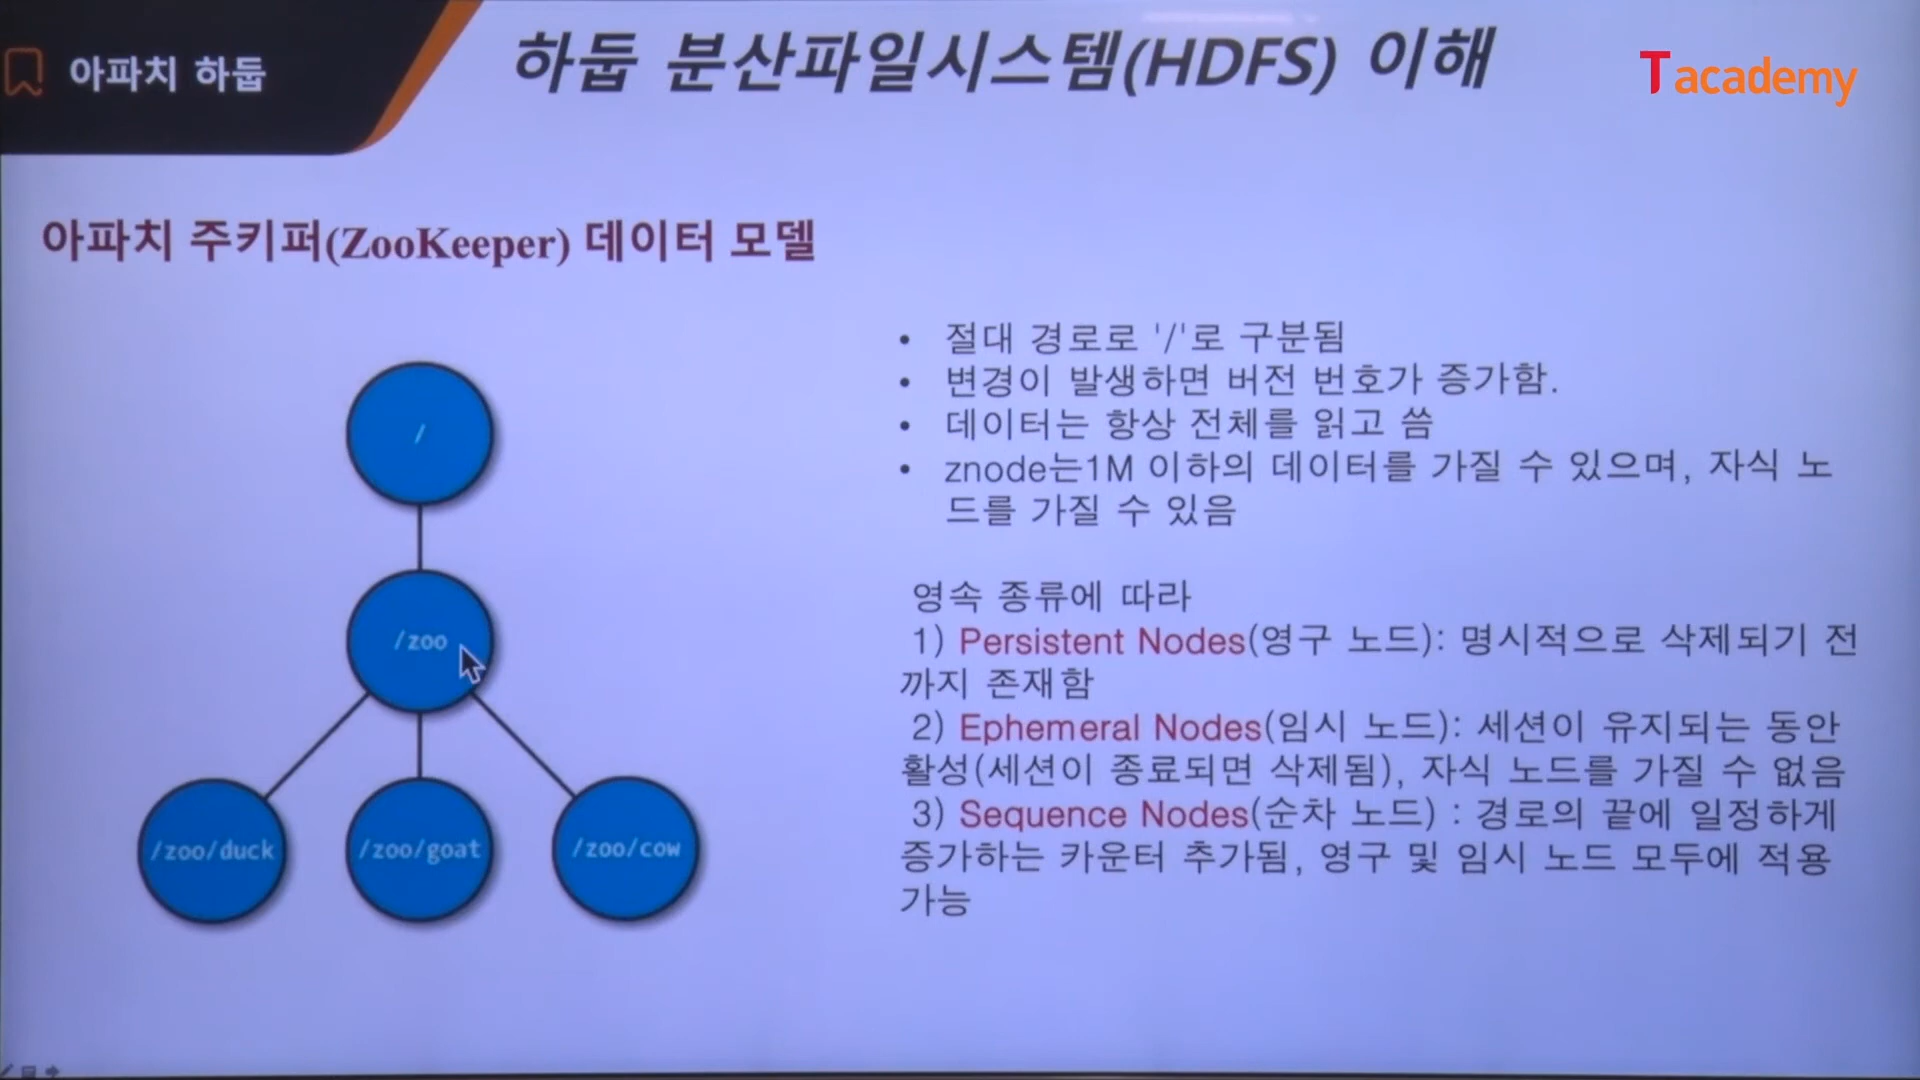 아파치 하둡
하둡 분산파일시스템(HDFS) 이해
Tacademy
아파치 주키퍼(ZooKeeper) 데이터 모델
/
/zoo
/zoo/duck
/zoo/goat
/zoo/cow
• 절대 경로로 '/'로 구분됨
• 변경이 발생하면 버전 번호가 증가함.
• 데이터는 항상 전체를 읽고 씀
• znode는1M 이하의 데이터를 가질 수 있으며, 자식 노
드를 가질 수 있음
영속 종류에 따라
1) Persistent Nodes(영구 노드): 명시적으로 삭제되기 전
까지 존재함
2) Ephemeral Nodes(임시 노드): 세션이 유지되는 동안
활성(세션이 종료되면 삭제됨), 자식 노드를 가질 수 없음
3) Sequence Nodes(순차 노드) : 경로의 끝에 일정하게
증가하는 카운터 추가됨, 영구 및 임시 노드 모두에 적용
가능